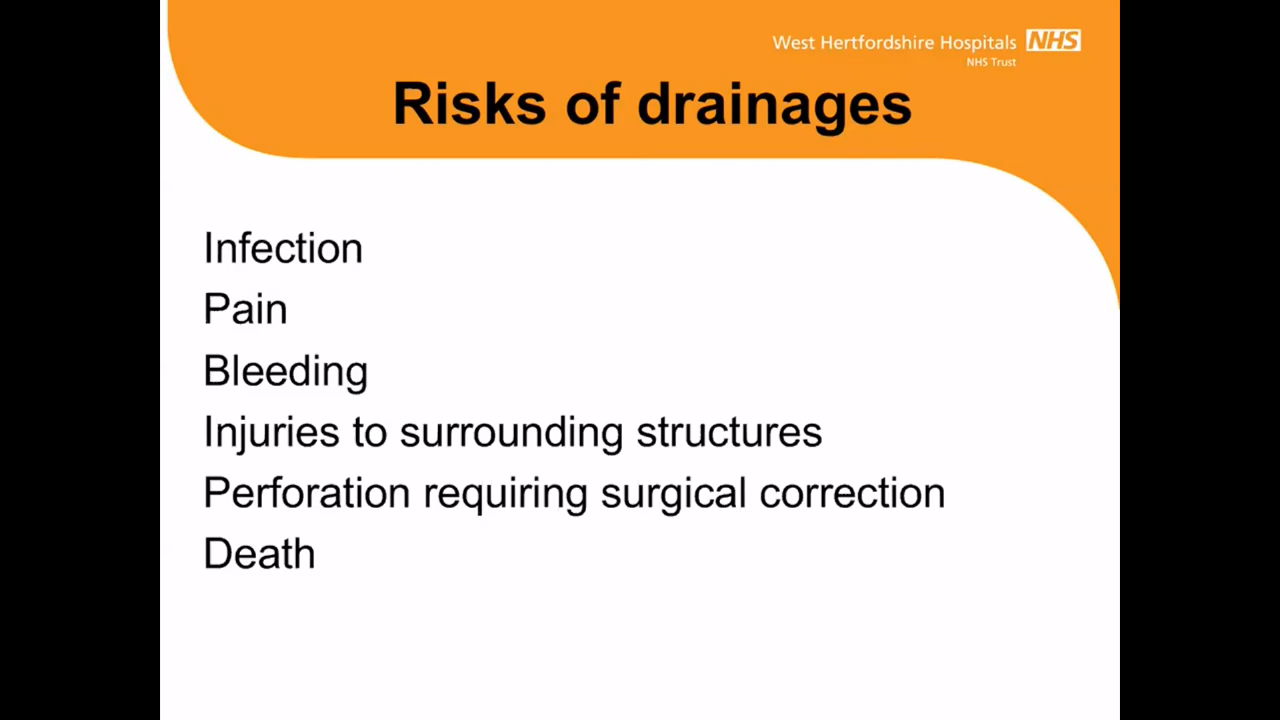 West Hertfordshire Hospitals NHS
NHS Trust
Risks of drainages
Infection
Pain
Bleeding
Injuries to surrounding structures
Perforation requiring surgical correction
Death